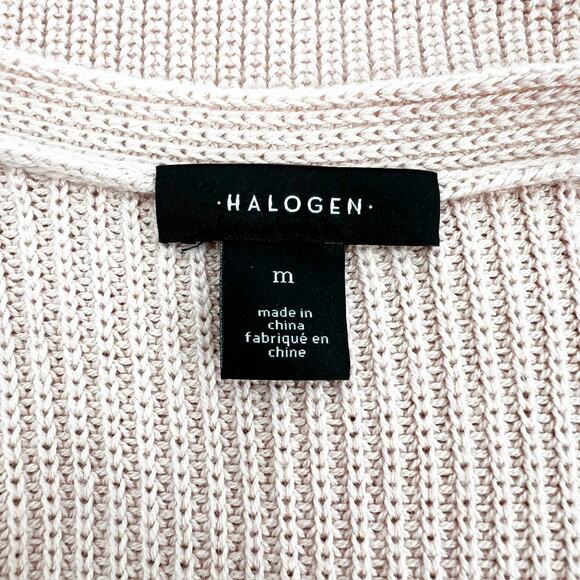 ·HALOGEN·
m
made in
china
fabriqué en
chine